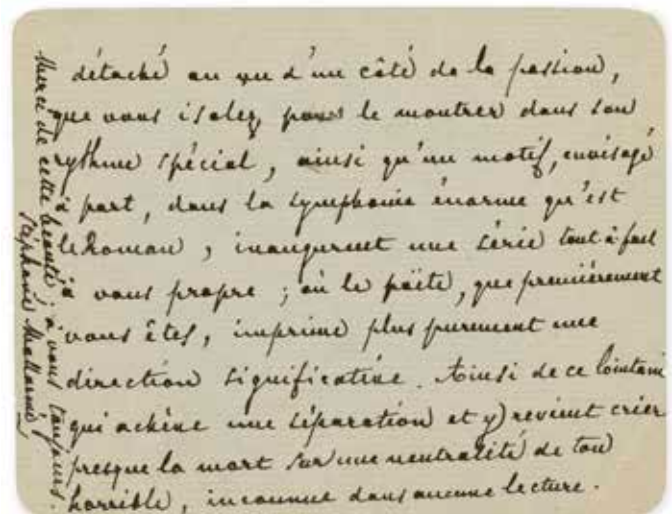 détaché au vu d'un côté de la passion,
que vous isolez pour le montrer dans son
rythme spécial, ainsi qu'un motif, envisagé
à part, dans la symphonie énorme qu'est
le Roman, inaugurent une série tout à fait
à vous propre ; où le poëte, que premièrement
vous êtes, imprime plus purement une
direction significative. Ainsi de ce lointain
qui achève une séparation et y revient crier
presque la mort sur une neutralité de ton
horrible, inconnue dans aucune lecture.
Merci de cette beauté ; à vous toujours.
Stéphane Mallarmé